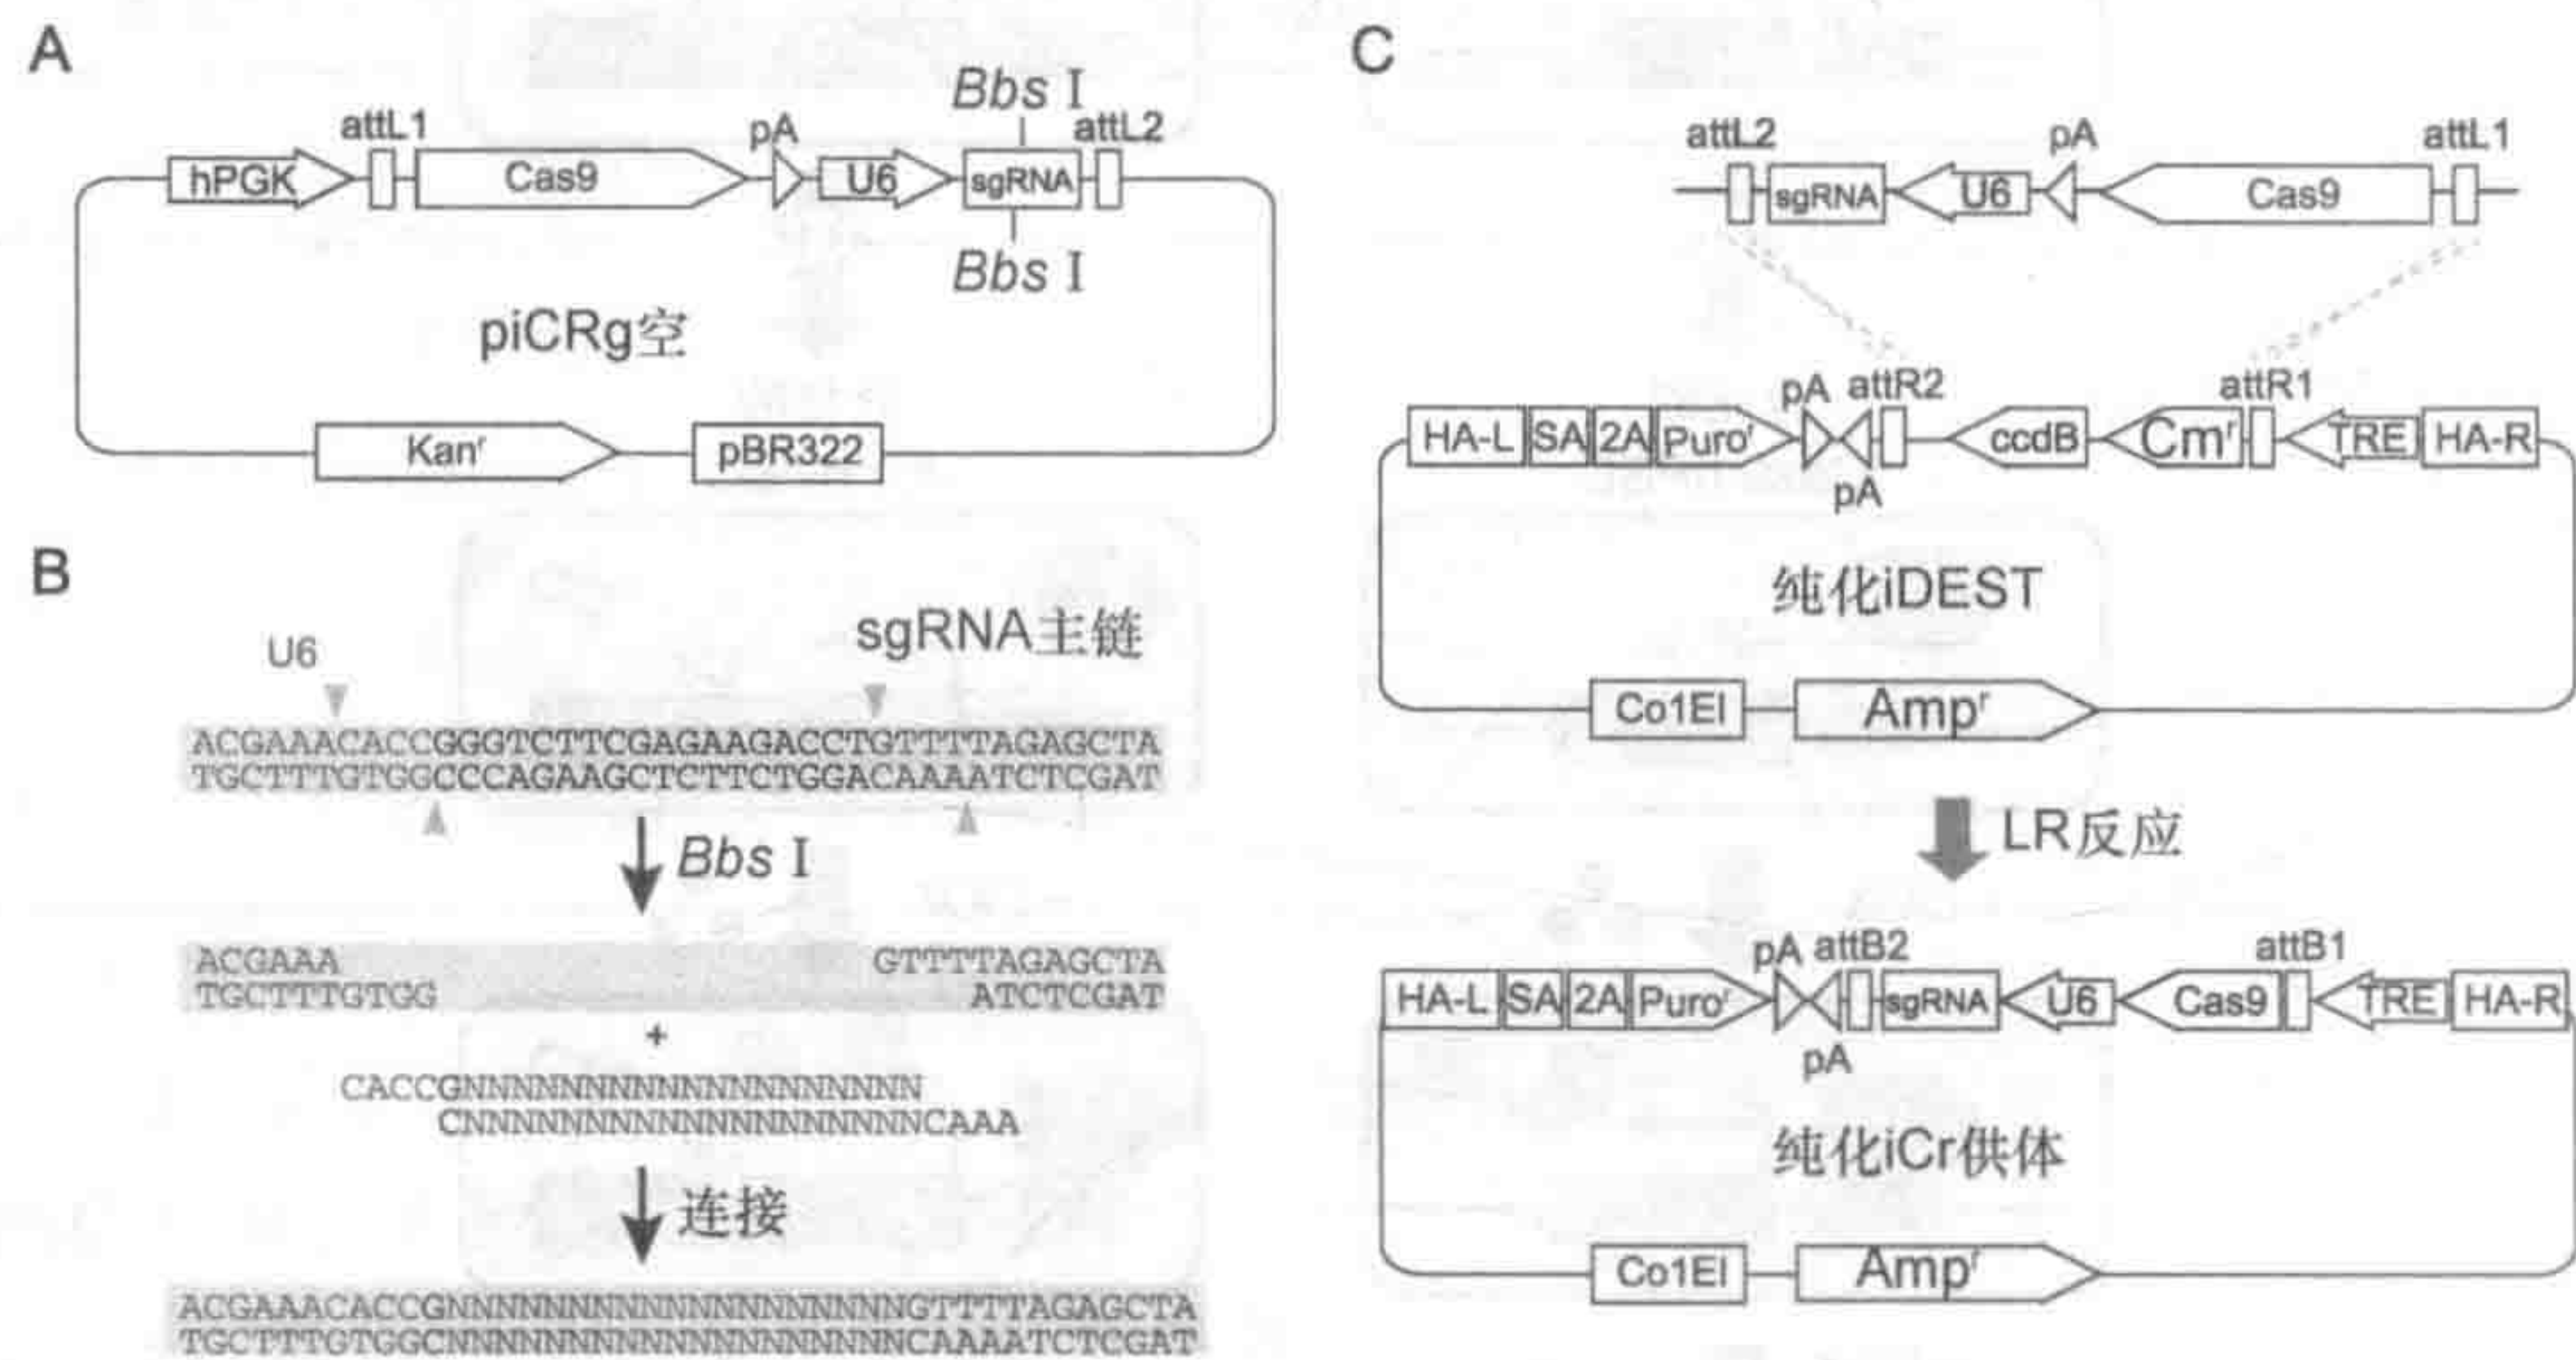 A
Bbs I
attL1
pA
attL2
hPGK
Cas9
U6
sgRNA
Bbs I
piCRg空
Kanʳ
pBR322
B
sgRNA主链
U6
ACGAAACACCGGGTCTTCGAGAAGACCTGTTTTAGAGCTA
TGCTTTGTGGCCCAGAAGCTCTTCTGGACAAAATCTCGAT
Bbs I
ACGAAA GTTTTAGAGCTA
TGCTTTGTGG ATCTCGAT
+
CACCGNNNNNNNNNNNNNNNNNNN
CNNNNNNNNNNNNNNNNNNNCAAA
连接
ACGAAACACCGNNNNNNNNNNNNNNNNNNNGTTTTAGAGCTA
TGCTTTGTGGCNNNNNNNNNNNNNNNNNNNCAAAATCTCGAT
C
attL2
pA
attL1
sgRNA
U6
Cas9
pA
attR2
attR1
HA-L
SA
2A
Puroʳ
ccdB
Cmʳ
TRE
HA-R
pA
纯化iDEST
Co1EI
Ampʳ
LR反应
pA
attB2
attB1
HA-L
SA
2A
Puroʳ
sgRNA
U6
Cas9
TRE
HA-R
pA
纯化iCr供体
Co1EI
Ampʳ